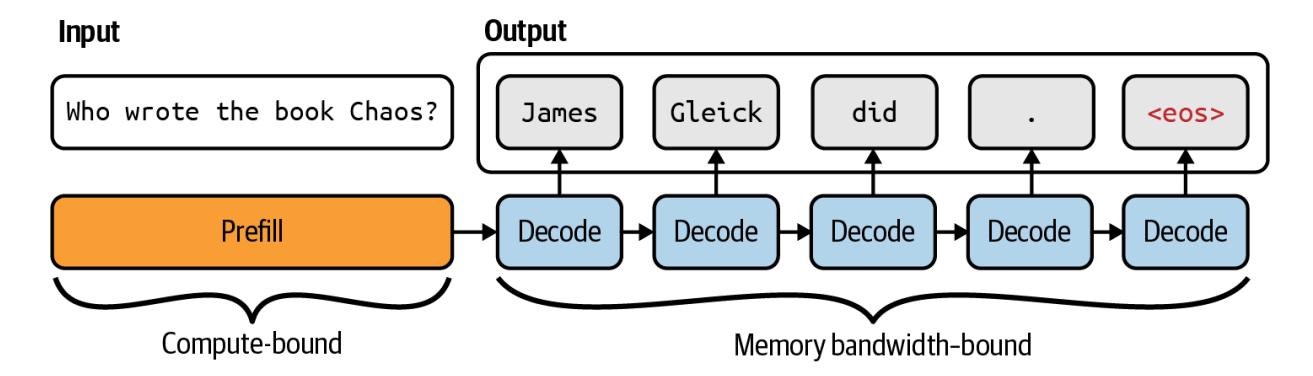 Input
Output
Who wrote the book Chaos?
James
Gleick
did
.
<eos>
Prefill
Decode
Decode
Decode
Decode
Decode
Compute-bound
Memory bandwidth–bound